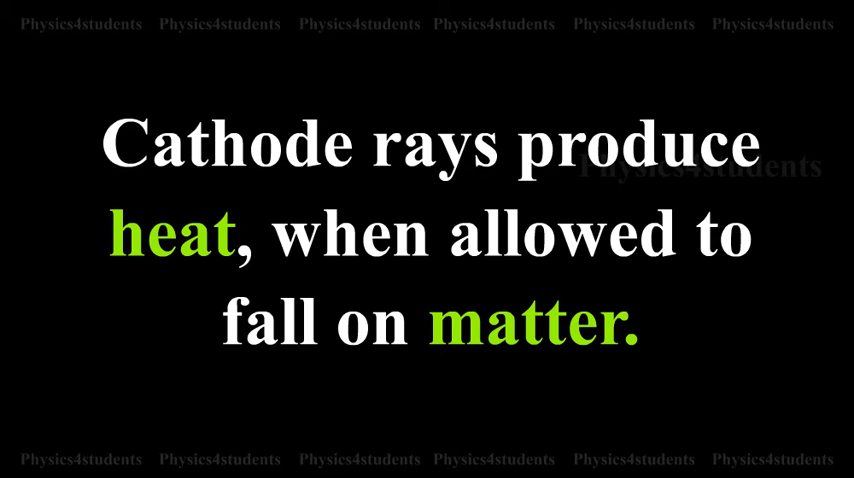 Physics4students Physics4students Physics4students Physics4students Physics4students Physics4students
Cathode rays produce
Physics4students
heat, when allowed to
fall on matter.
Physics4students Physics4students Physics4students Physics4students Physics4students Physics4students